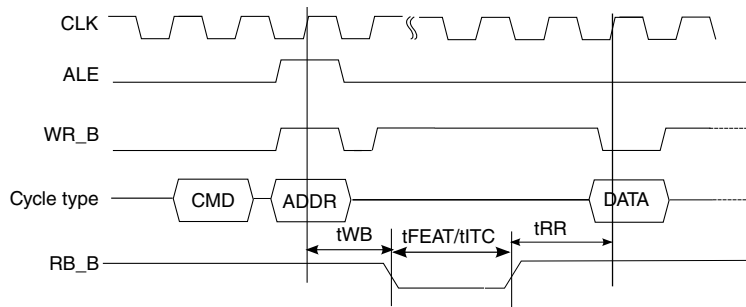 CLK
ALE
WR_B
Cycle type CMD ADDR DATA
tWB tFEAT/tITC tRR
RB_B